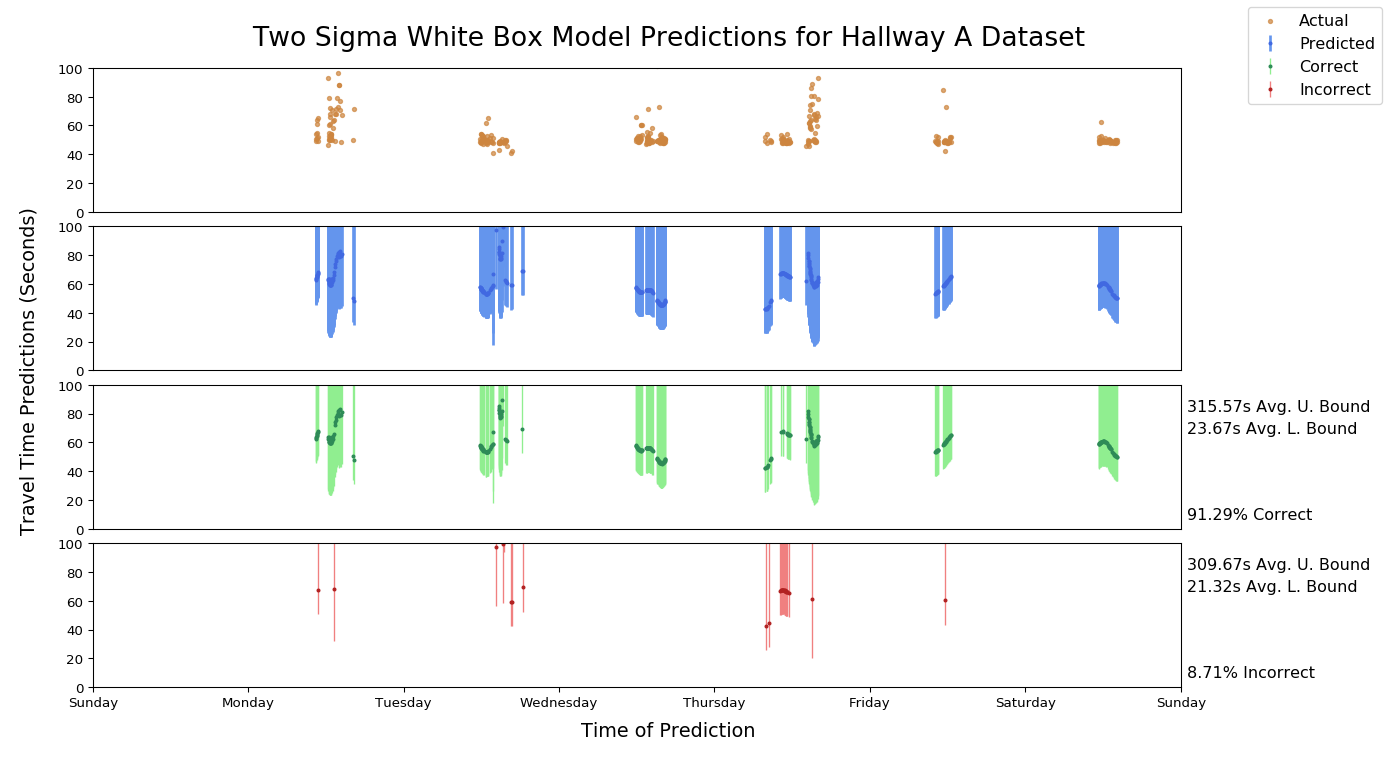 Two Sigma White Box Model Predictions for Hallway A Dataset
Actual
Predicted
Correct
Incorrect
Travel Time Predictions (Seconds)
100
80
60
40
20
0
100
80
60
40
20
0
100
80
60
40
20
0
315.57s Avg. U. Bound
23.67s Avg. L. Bound
91.29% Correct
100
80
60
40
20
0
309.67s Avg. U. Bound
21.32s Avg. L. Bound
8.71% Incorrect
Sunday Monday Tuesday Wednesday Thursday Friday Saturday Sunday
Time of Prediction